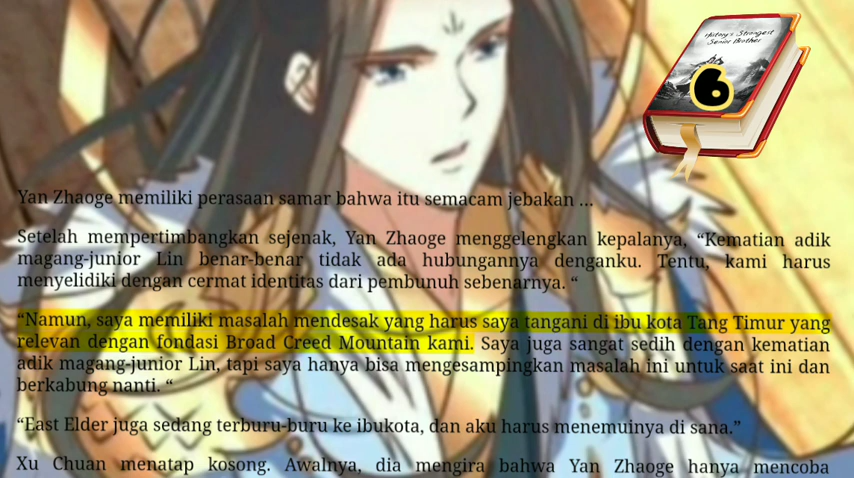 History's Strongest
Senior Brother
6
Yan Zhaoge memiliki perasaan samar bahwa itu semacam jebakan ...
Setelah mempertimbangkan sejenak, Yan Zhaoge menggelengkan kepalanya, “Kematian adik
magang-junior Lin benar-benar tidak ada hubungannya denganku. Tentu, kami harus
menyelidiki dengan cermat identitas dari pembunuh sebenarnya. “
“Namun, saya memiliki masalah mendesak yang harus saya tangani di ibu kota Tang Timur yang
relevan dengan fondasi Broad Creed Mountain kami. Saya juga sangat sedih dengan kematian
adik magang-junior Lin, tapi saya hanya bisa mengesampingkan masalah ini untuk saat ini dan
berkabung nanti. “
“East Elder juga sedang terburu-buru ke ibukota, dan aku harus menemuinya di sana.”
Xu Chuan menatap kosong. Awalnya, dia mengira bahwa Yan Zhaoge hanya mencoba